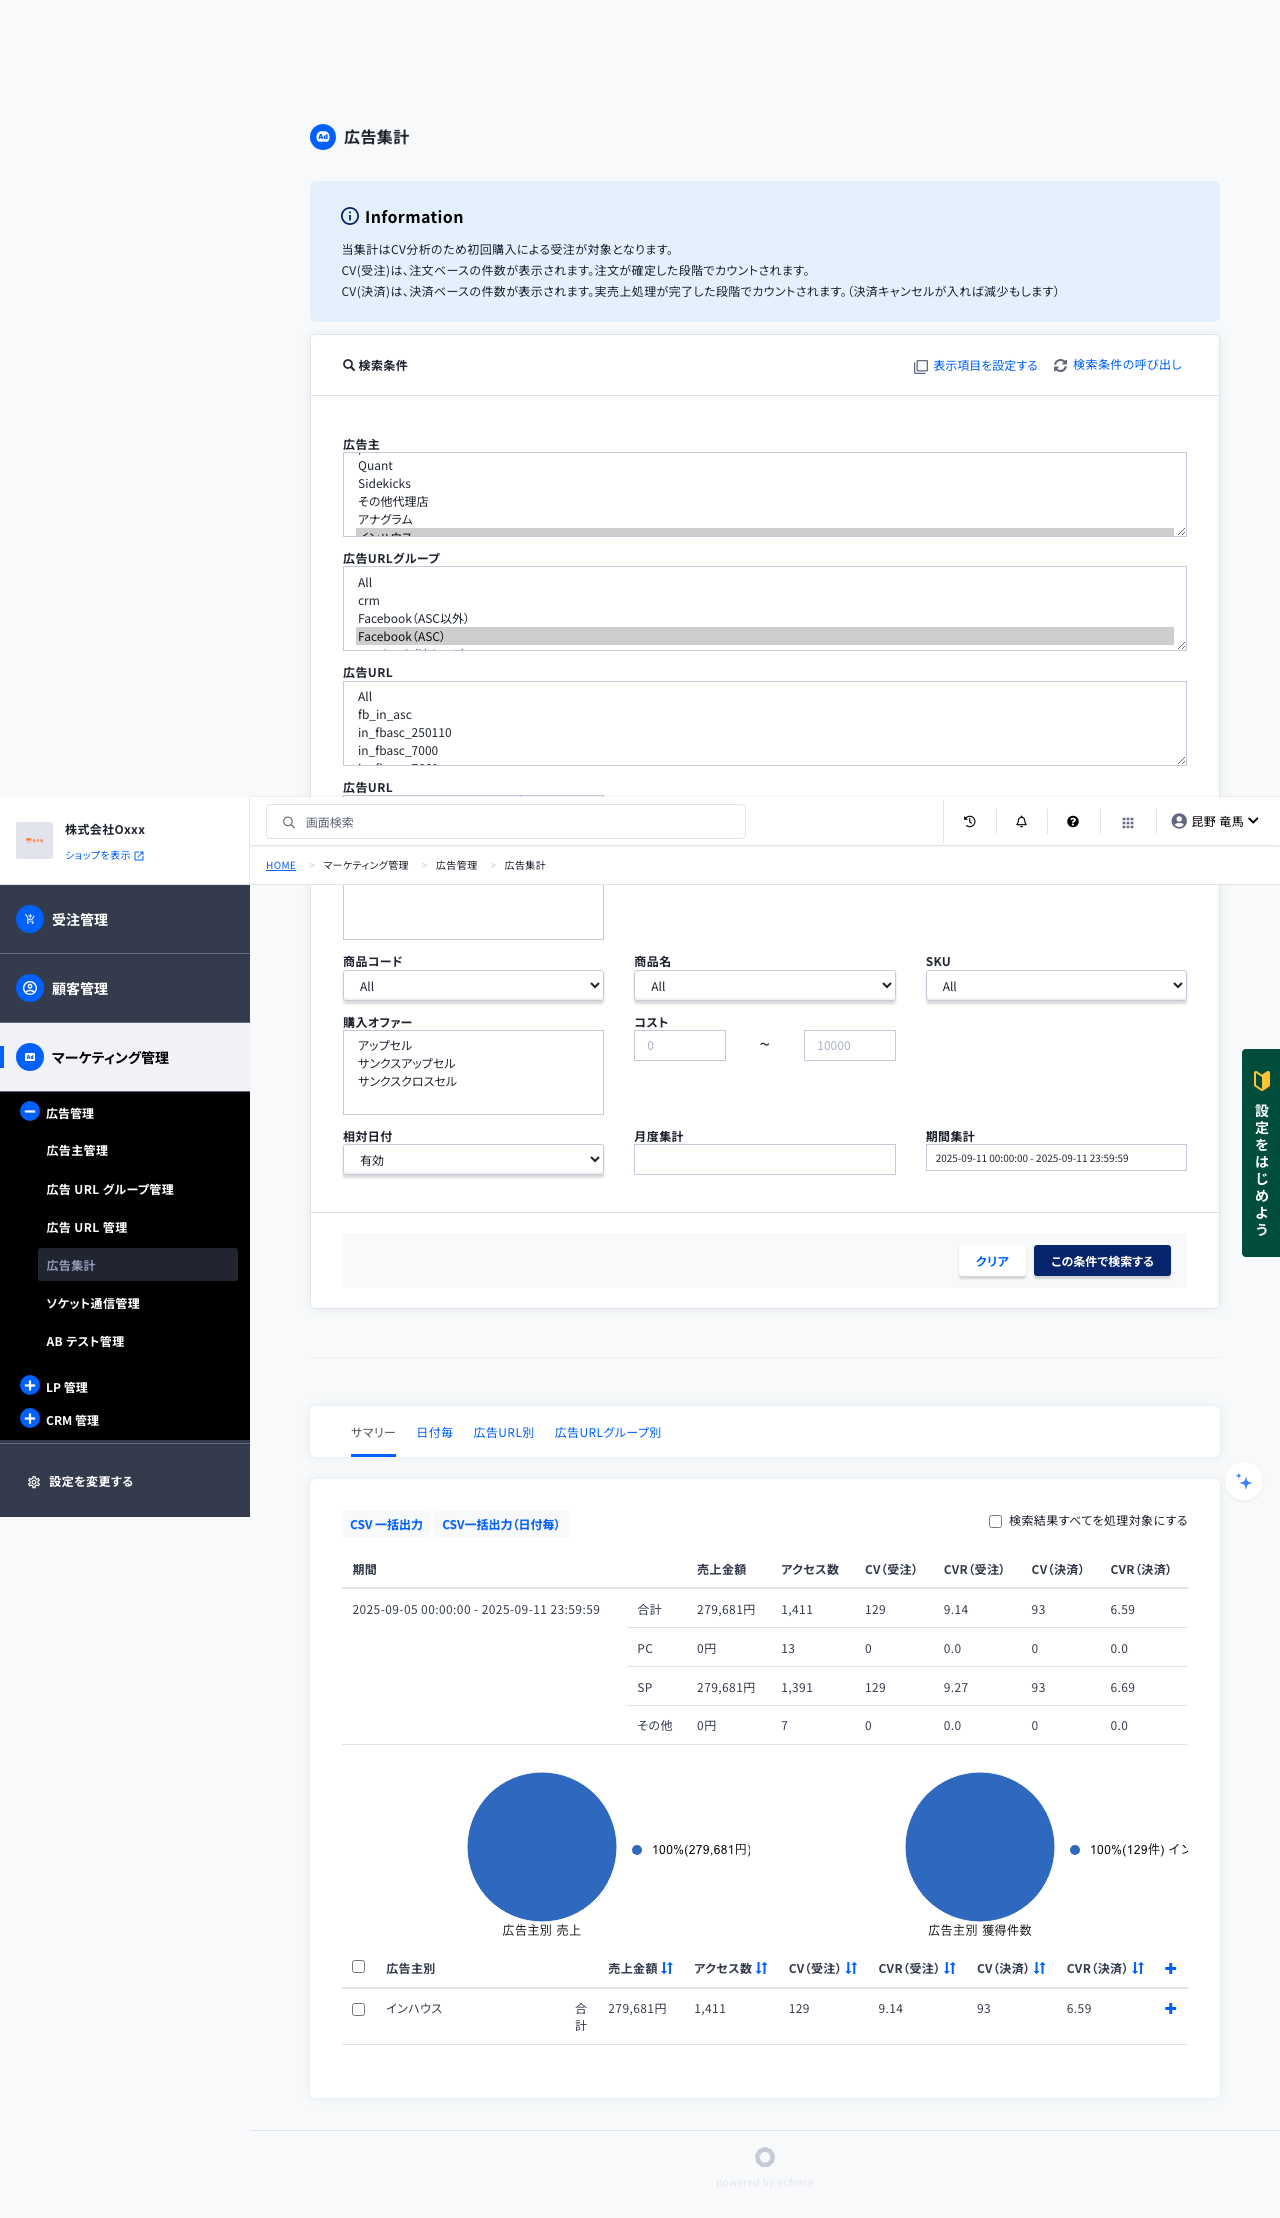 広告集計
Information
当集計はCV分析のため初回購入による受注が対象となります。
CV(受注)は、注文ベースの件数が表示されます。注文が確定した段階でカウントされます。
CV(決済)は、決済ベースの件数が表示されます。実売上処理が完了した段階でカウントされます。（決済キャンセルが入れば減少もします）
検索条件
表示項目を設定する 検索条件の呼び出し
広告主
Quant
Sidekicks
その他代理店
アナグラム
インハウス
広告URLグループ
All
crm
Facebook（ASC以外）
Facebook（ASC）
広告URL
All
fb_in_asc
in_fbasc_250110
in_fbasc_7000
広告URL
株式会社Oxxx
ショップを表示
画面検索
昆野 竜馬
HOME > マーケティング管理 > 広告管理 > 広告集計
受注管理
顧客管理
マーケティング管理
広告管理
広告主管理
広告 URL グループ管理
広告 URL 管理
広告集計
ソケット通信管理
AB テスト管理
LP 管理
CRM 管理
設定を変更する
商品コード 商品名 SKU
All All All
購入オファー コスト
アップセル
サンクスアップセル
サンクスクロスセル
0 ～ 10000
相対日付 月度集計 期間集計
有効 2025-09-11 00:00:00 - 2025-09-11 23:59:59
設定をはじめよう
クリア この条件で検索する
サマリー 日付毎 広告URL別 広告URLグループ別
CSV 一括出力 CSV一括出力（日付毎）
検索結果すべてを処理対象にする
期間 売上金額 アクセス数 CV（受注） CVR（受注） CV（決済） CVR（決済）
2025-09-05 00:00:00 - 2025-09-11 23:59:59 合計 279,681円 1,411 129 9.14 93 6.59
PC 0円 13 0 0.0 0 0.0
SP 279,681円 1,391 129 9.27 93 6.69
その他 0円 7 0 0.0 0 0.0
100%(279,681円)
100%(129件) イン
広告主別 売上
広告主別 獲得件数
広告主別 売上金額 アクセス数 CV（受注） CVR（受注） CV（決済） CVR（決済）
インハウス 合計 279,681円 1,411 129 9.14 93 6.59
powered by ecforce